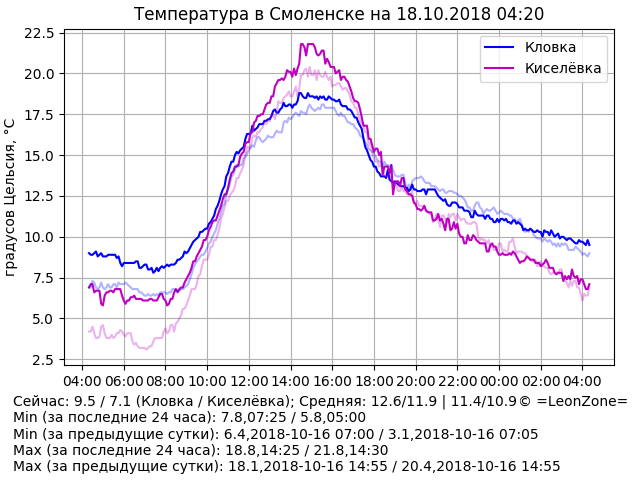 Температура в Смоленске на 18.10.2018 04:20
Кловка
Киселёвка
градусов Цельсия, °C
22.5
20.0
17.5
15.0
12.5
10.0
7.5
5.0
2.5
04:00 06:00 08:00 10:00 12:00 14:00 16:00 18:00 20:00 22:00 00:00 02:00 04:00
Сейчас: 9.5 / 7.1 (Кловка / Киселёвка); Средняя: 12.6/11.9 | 11.4/10.9© =LeonZone=
Min (за последние 24 часа): 7.8,07:25 / 5.8,05:00
Min (за предыдущие сутки): 6.4,2018-10-16 07:00 / 3.1,2018-10-16 07:05
Max (за последние 24 часа): 18.8,14:25 / 21.8,14:30
Max (за предыдущие сутки): 18.1,2018-10-16 14:55 / 20.4,2018-10-16 14:55